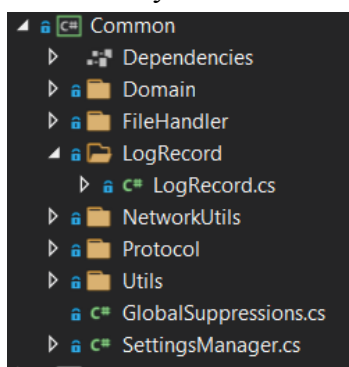 C# Common
Dependencies
Domain
FileHandler
LogRecord
C# LogRecord.cs
NetworkUtils
Protocol
Utils
C# GlobalSuppressions.cs
C# SettingsManager.cs